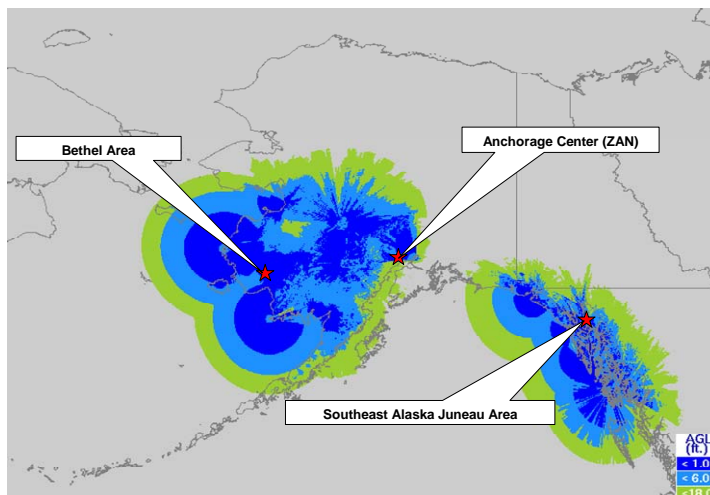 Anchorage Center (ZAN)
Bethel Area
Southeast Alaska Juneau Area
AGL
(ft.)
< 1.0
< 6.0